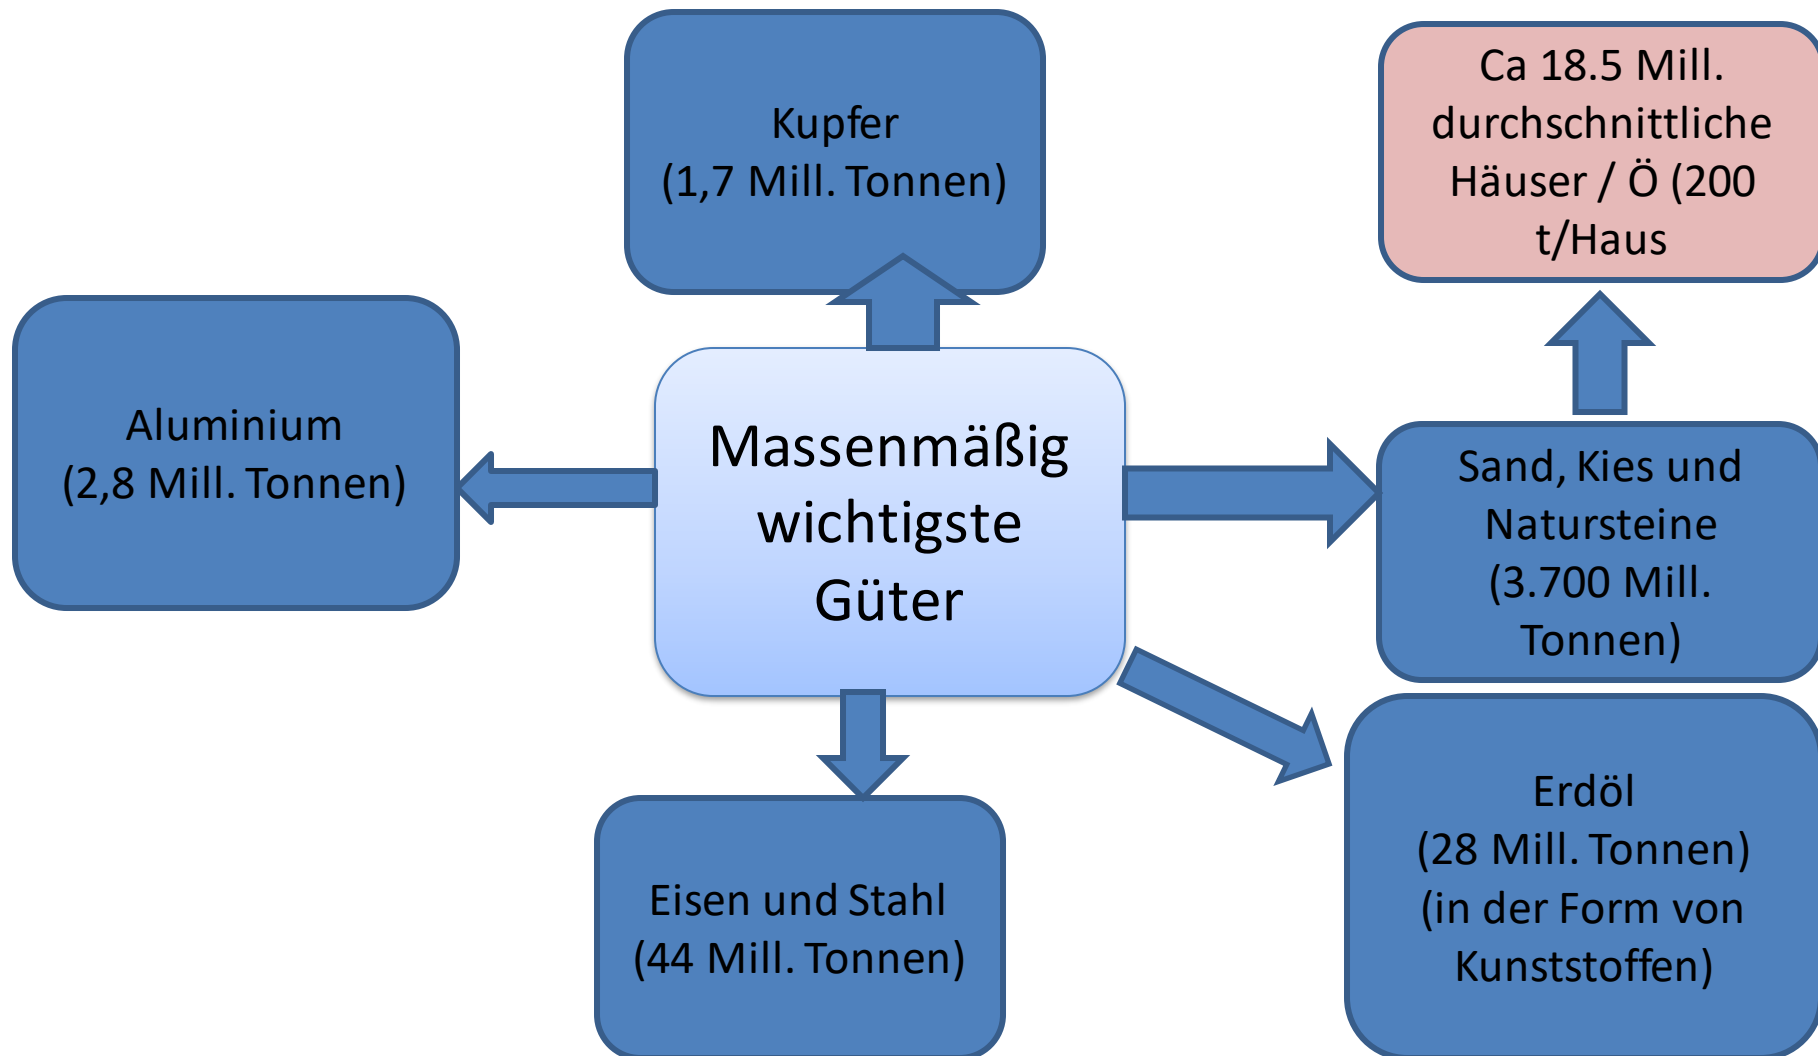 Kupfer
(1,7 Mill. Tonnen)
Ca 18.5 Mill.
durchschnittliche
Häuser / Ö (200
t/Haus
Aluminium
(2,8 Mill. Tonnen)
Massenmäßig
wichtigste
Güter
Sand, Kies und
Natursteine
(3.700 Mill.
Tonnen)
Eisen und Stahl
(44 Mill. Tonnen)
Erdöl
(28 Mill. Tonnen)
(in der Form von
Kunststoffen)